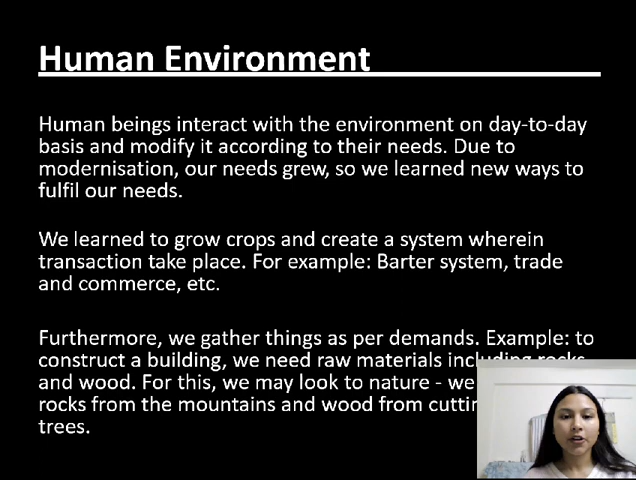 Human Environment
Human beings interact with the environment on day-to-day
basis and modify it according to their needs. Due to
modernisation, our needs grew, so we learned new ways to
fulfil our needs.
We learned to grow crops and create a system wherein
transaction take place. For example: Barter system, trade
and commerce, etc.
Furthermore, we gather things as per demands. Example: to
construct a building, we need raw materials including rocks
and wood. For this, we may look to nature - we
rocks from the mountains and wood from
trees.